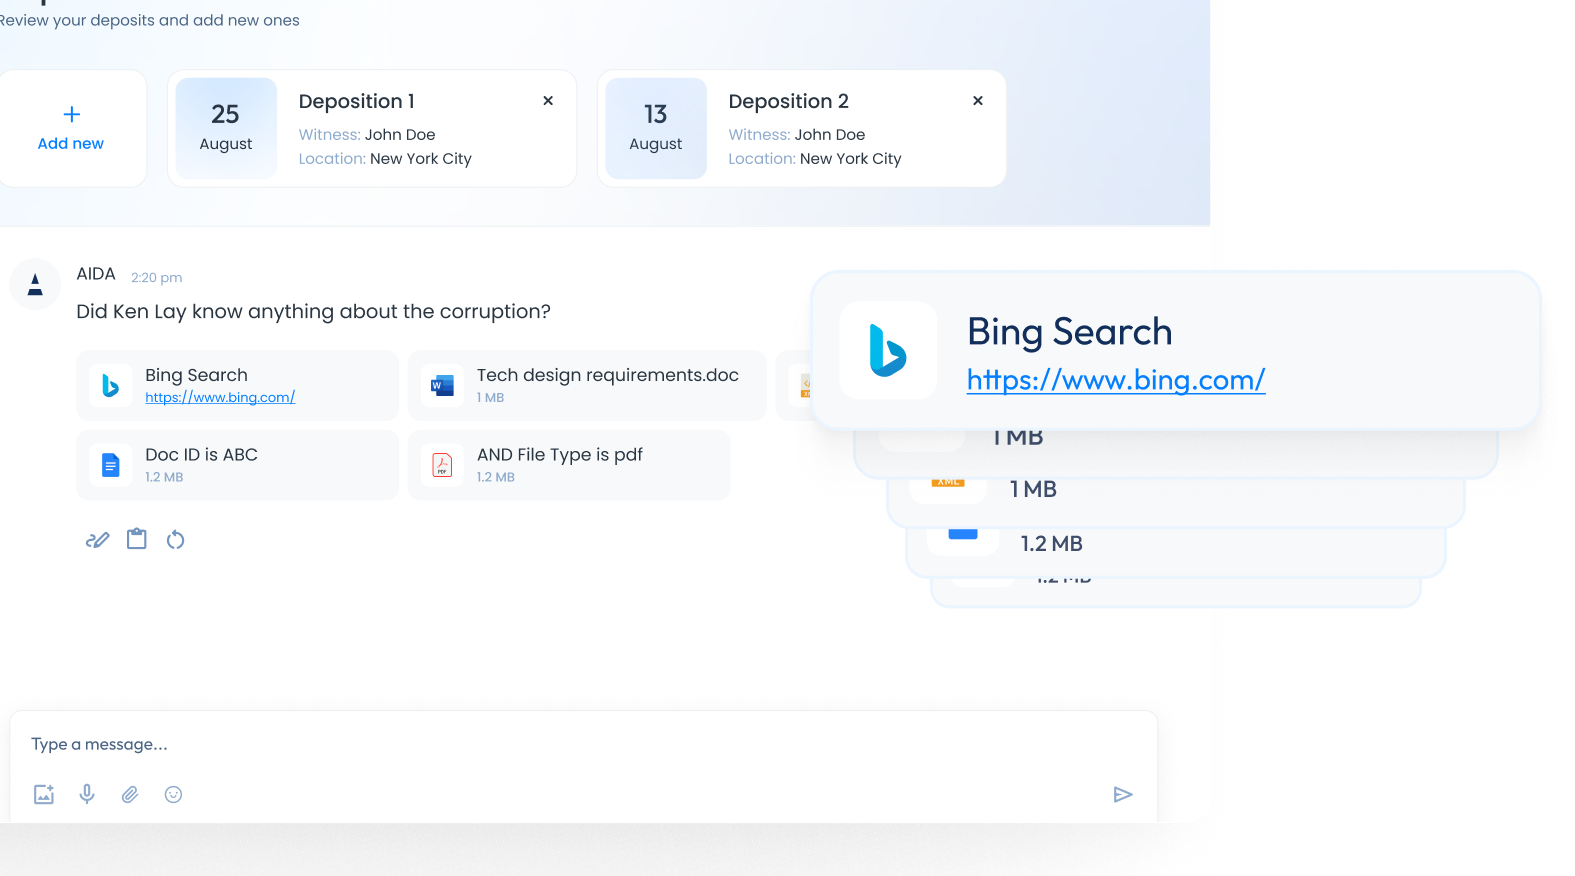 Review your deposits and add new ones
Add new
25
August
Deposition 1
Witness: John Doe
Location: New York City
13
August
Deposition 2
Witness: John Doe
Location: New York City
AIDA 2:20 pm
Did Ken Lay know anything about the corruption?
Bing Search
https://www.bing.com/
Tech design requirements.doc
1 MB
Doc ID is ABC
1.2 MB
AND File Type is pdf
1.2 MB
PDF
Bing Search
https://www.bing.com/
1 MB
XML
1 MB
1.2 MB
1.2 MB
Type a message...